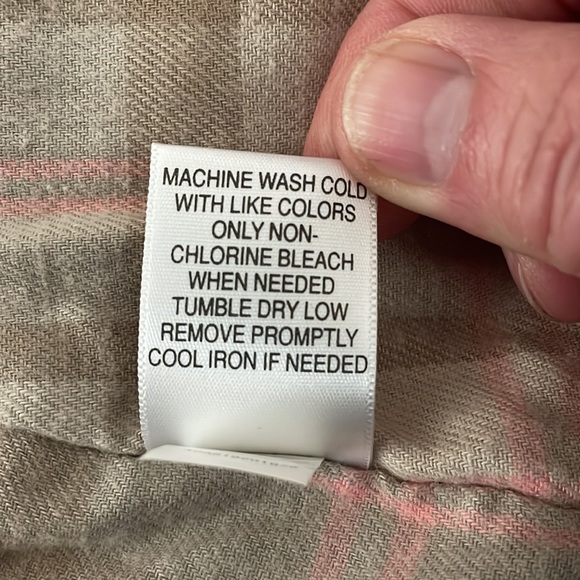 MACHINE WASH COLD
WITH LIKE COLORS
ONLY NON-
CHLORINE BLEACH
WHEN NEEDED
TUMBLE DRY LOW
REMOVE PROMPTLY
COOL IRON IF NEEDED